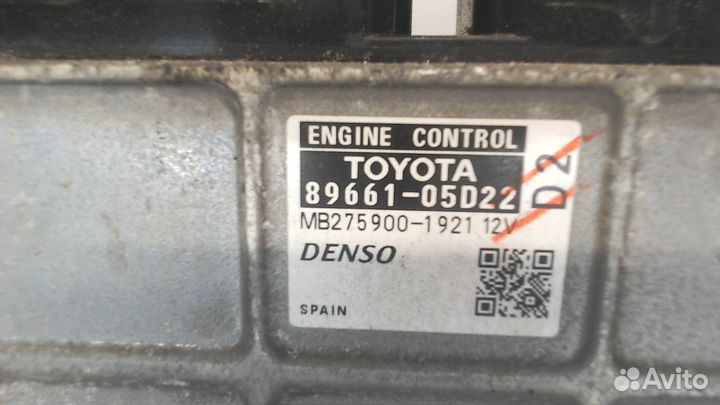 ENGINE CONTROL
TOYOTA
89661-05D22
MB275900-1921 12V
DENSO
SPAIN
D2
Avito